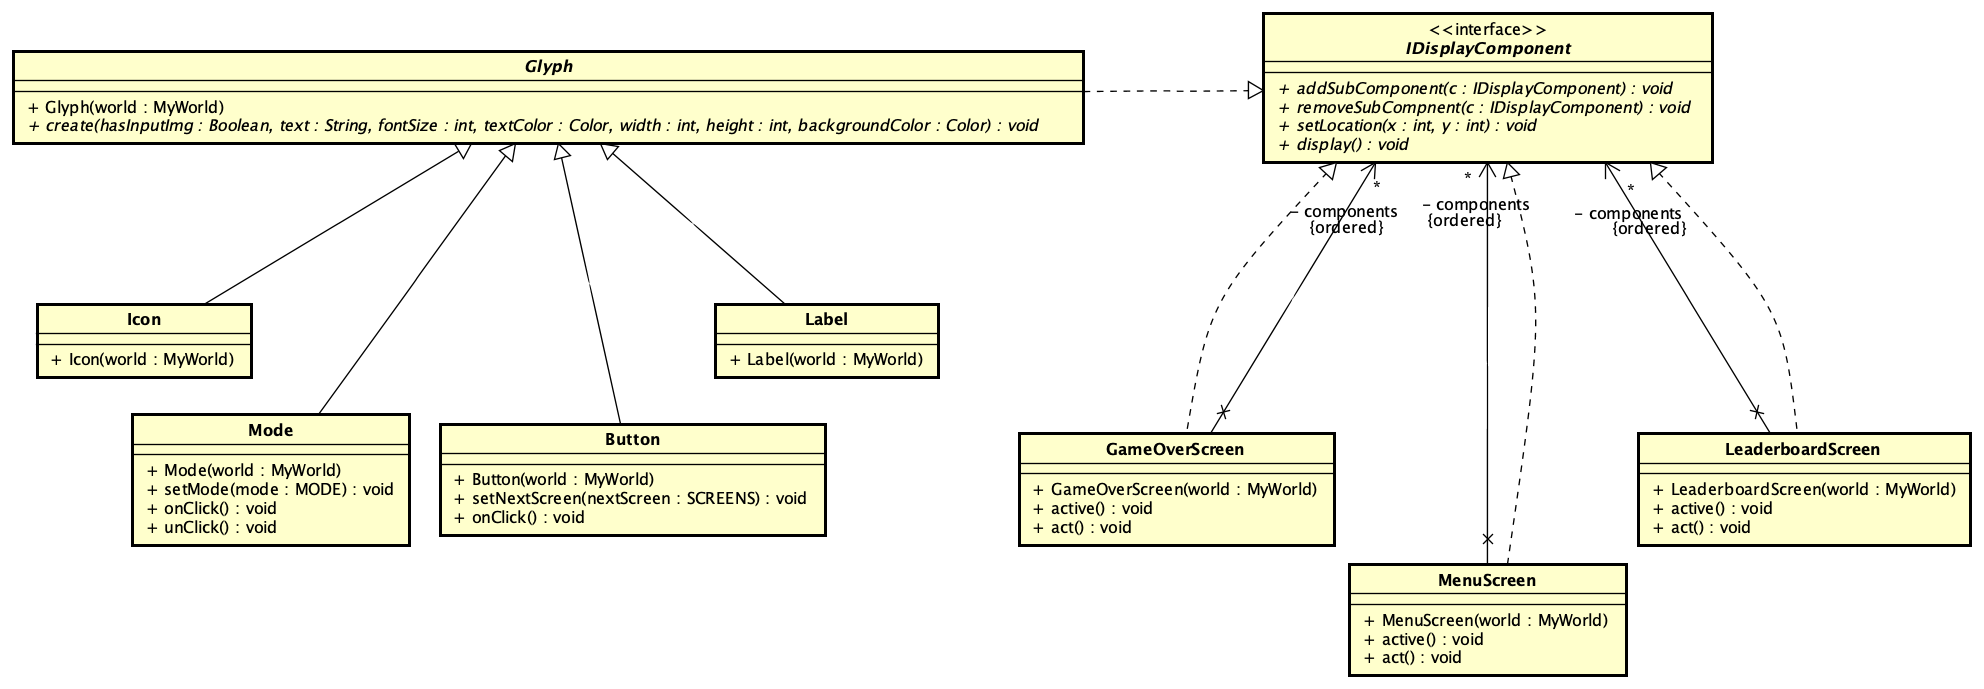 Glyph
+ Glyph(world : MyWorld)
+ create(hasInputImg : Boolean, text : String, fontSize : int, textColor : Color, width : int, height : int, backgroundColor : Color) : void
<<interface>>
IDisplayComponent
+ addSubComponent(c : IDisplayComponent) : void
+ removeSubCompnent(c : IDisplayComponent) : void
+ setLocation(x : int, y : int) : void
+ display() : void
*
- components
{ordered}
*
- components
{ordered}
*
- components
{ordered}
Icon
+ Icon(world : MyWorld)
Label
+ Label(world : MyWorld)
Mode
+ Mode(world : MyWorld)
+ setMode(mode : MODE) : void
+ onClick() : void
+ unClick() : void
Button
+ Button(world : MyWorld)
+ setNextScreen(nextScreen : SCREENS) : void
+ onClick() : void
GameOverScreen
+ GameOverScreen(world : MyWorld)
+ active() : void
+ act() : void
LeaderboardScreen
+ LeaderboardScreen(world : MyWorld)
+ active() : void
+ act() : void
MenuScreen
+ MenuScreen(world : MyWorld)
+ active() : void
+ act() : void